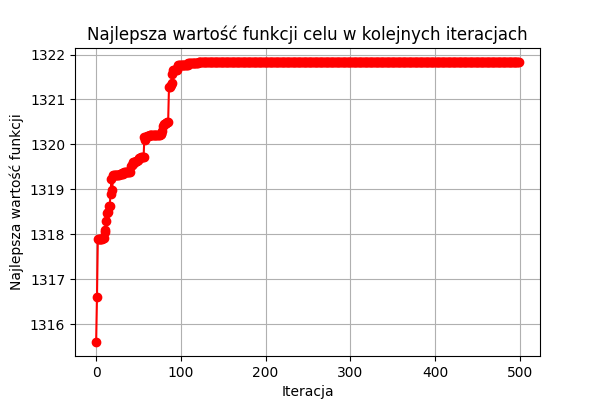 Najlepsza wartość funkcji celu w kolejnych iteracjach
1322
1321
1320
1319
1318
1317
1316
Najlepsza wartość funkcji
0 100 200 300 400 500
Iteracja